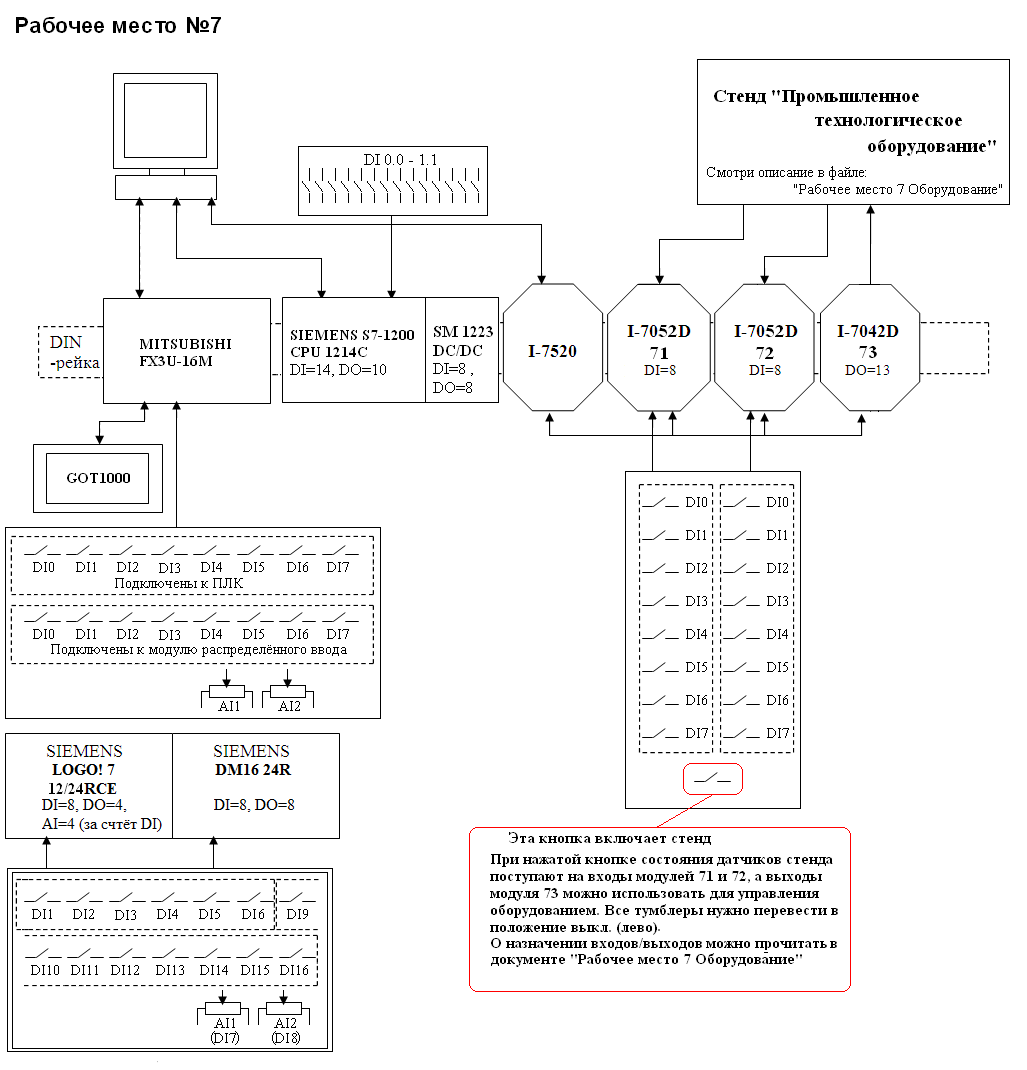 Рабочее место №7
Стенд "Промышленное
технологическое
оборудование"
Смотри описание в файле:
"Рабочее место 7 Оборудование"
DI 0.0 - 1.1
DIN
-рейка
MITSUBISHI
FX3U-16M
SIEMENS S7-1200
CPU 1214C
DI=14, DO=10
SM 1223
DC/DC
DI=8 ,
DO=8
I-7520
I-7052D
71
DI=8
I-7052D
72
DI=8
I-7042D
73
DO=13
GOT1000
DI0 DI1 DI2 DI3 DI4 DI5 DI6 DI7
Подключены к ПЛК
DI0 DI1 DI2 DI3 DI4 DI5 DI6 DI7
Подключены к модулю распределённого ввода
AI1 AI2
DI0 DI0
DI1 DI1
DI2 DI2
DI3 DI3
DI4 DI4
DI5 DI5
DI6 DI6
DI7 DI7
SIEMENS
LOGO! 7
12/24RCE
DI=8, DO=4,
AI=4 (за счтёт DI)
SIEMENS
DM16 24R
DI=8, DO=8
DI1 DI2 DI3 DI4 DI5 DI6 DI9
DI10 DI11 DI12 DI13 DI14 DI15 DI16
AI1 AI2
(DI7) (DI8)
Эта кнопка включает стенд
При нажатой кнопке состояния датчиков стенда
поступают на входы модулей 71 и 72, а выходы
модуля 73 можно использовать для управления
оборудованием. Все тумблеры нужно перевести в
положение выкл. (лево).
О назначении входов/выходов можно прочитать в
документе "Рабочее место 7 Оборудование"